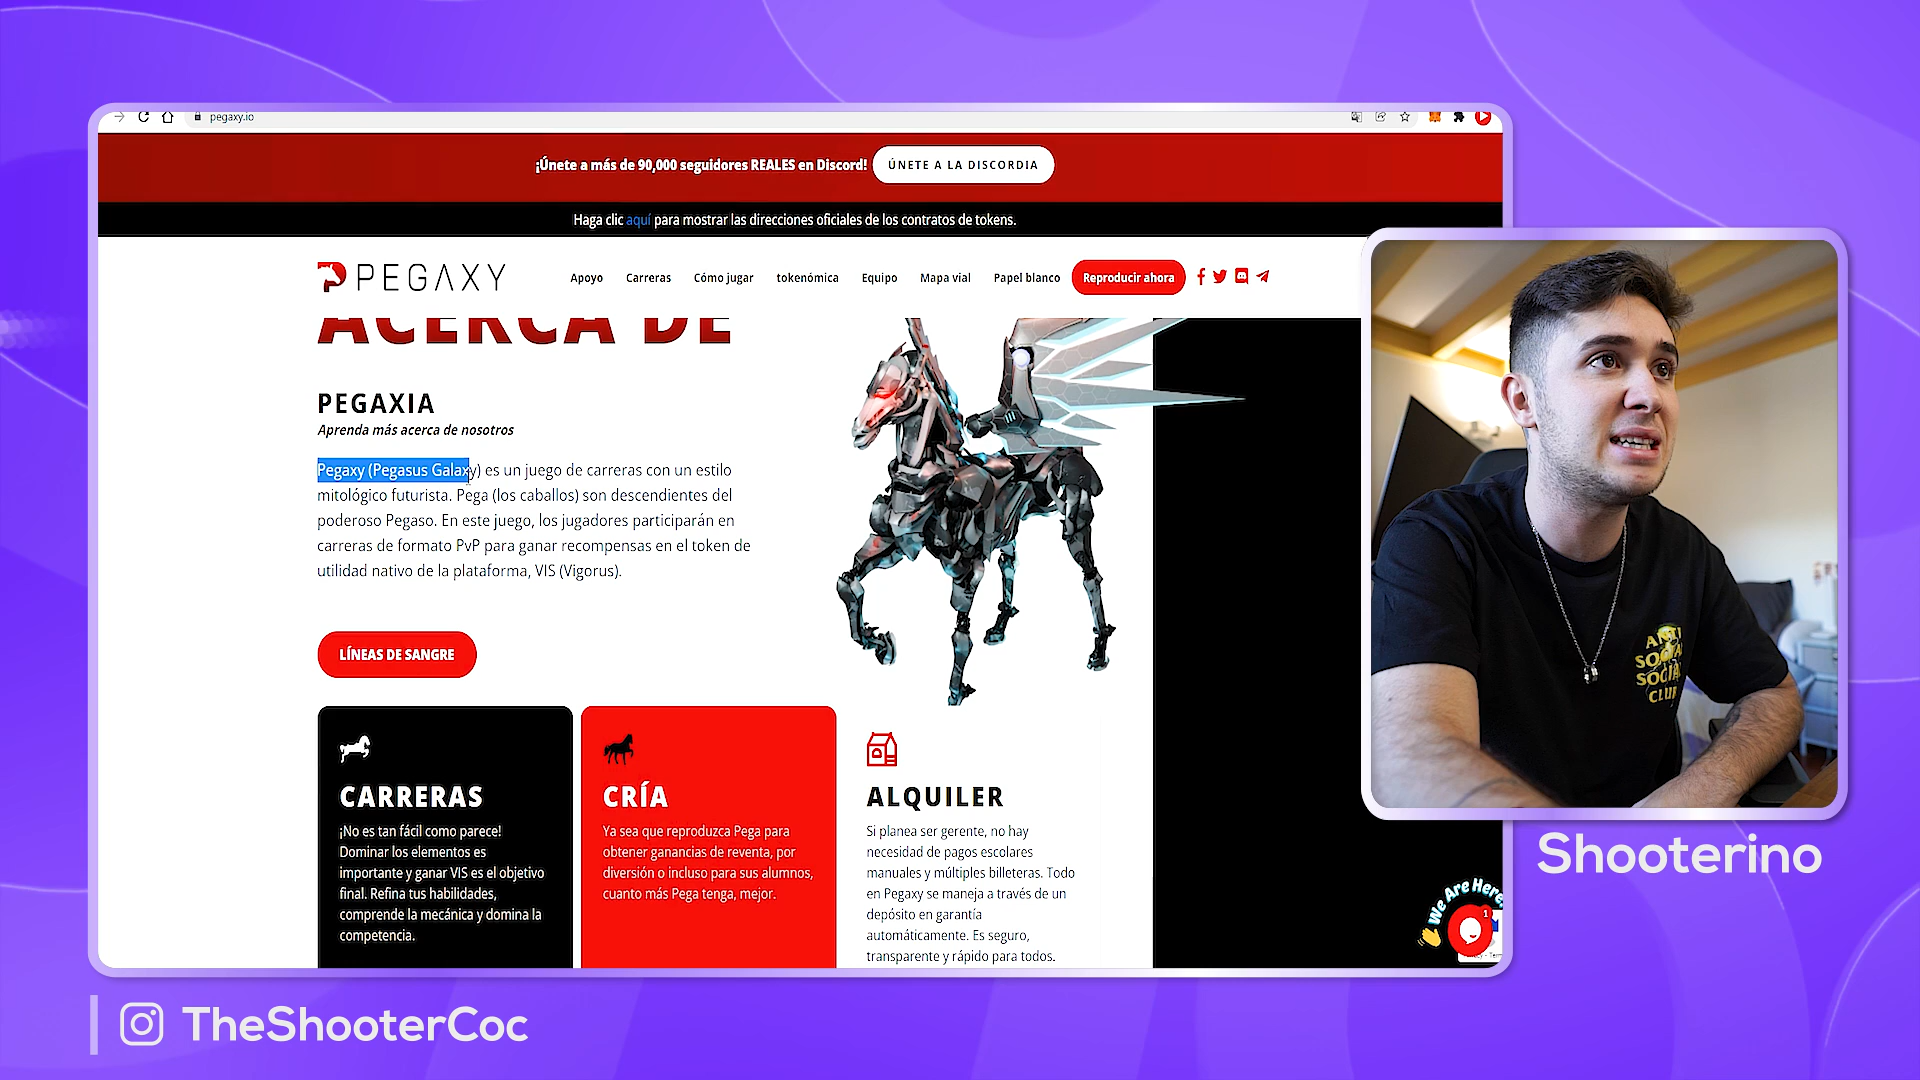 pegaxy.io
¡Únete a más de 90,000 seguidores REALES en Discord!
ÚNETE A LA DISCORDIA
Haga clic aquí para mostrar las direcciones oficiales de los contratos de tokens.
PEGAXY
Apoyo
Carreras
Cómo jugar
tokenómica
Equipo
Mapa vial
Papel blanco
Reproducir ahora
ACERCA DE
PEGAXIA
Aprenda más acerca de nosotros
Pegaxy (Pegasus Galaxy) es un juego de carreras con un estilo
mitológico futurista. Pega (los caballos) son descendientes del
poderoso Pegaso. En este juego, los jugadores participarán en
carreras de formato PvP para ganar recompensas en el token de
utilidad nativo de la plataforma, VIS (Vigorus).
LÍNEAS DE SANGRE
CARRERAS
¡No es tan fácil como parece!
Dominar los elementos es
importante y ganar VIS es el objetivo
final. Refina tus habilidades,
comprende la mecánica y domina la
competencia.
CRÍA
Ya sea que reproduzca Pega para
obtener ganancias de reventa, por
diversión o incluso para sus alumnos,
cuanto más Pega tenga, mejor.
ALQUILER
Si planea ser gerente, no hay
necesidad de pagos escolares
manuales y múltiples billeteras. Todo
en Pegaxy se maneja a través de un
depósito en garantía
automáticamente. Es seguro,
transparente y rápido para todos.
ANTI
SOCIAL
SOCIAL
CLUB
Shooterino
We Are Here!
1
TheShooterCoc